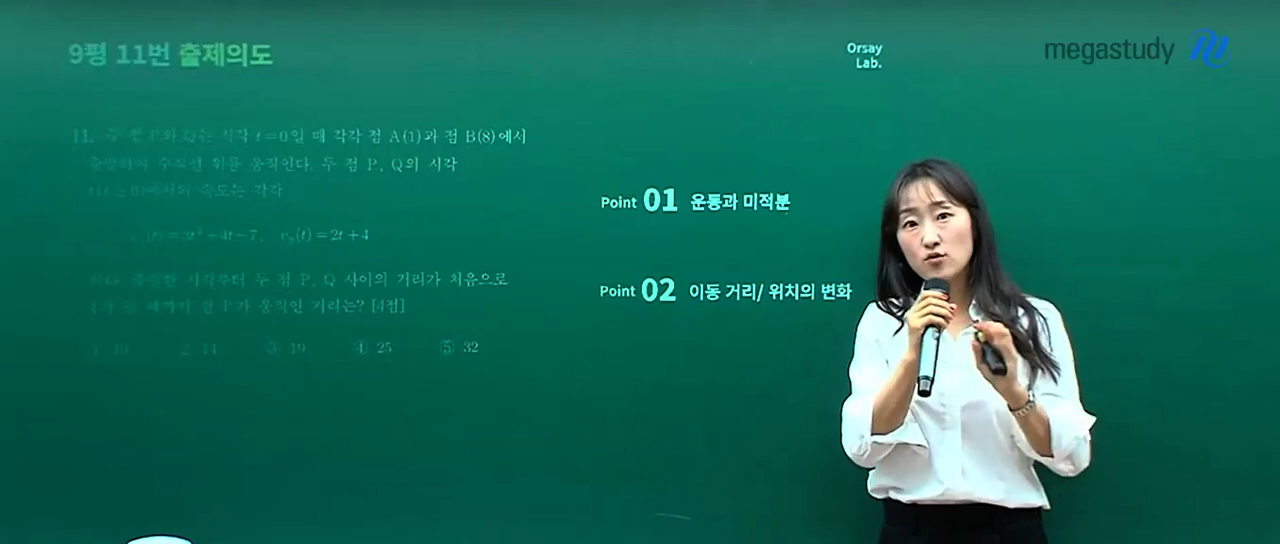 9평 11번 출제의도
Orsay
Lab.
megastudy
11. 두 점 P와 Q는 시각 t=0일 때 각각 점 A(1)과 점 B(8)에서
출발하여 수직선 위를 움직인다. 두 점 P, Q의 시각
t(t≥0)에서의 속도는 각각
v₁(t)=3t²+4t-7, v₂(t)=2t+4
이다. 출발한 시각부터 두 점 P, Q 사이의 거리가 처음으로
4가 될 때까지 점 P가 움직인 거리는? [4점]
① 10 ② 14 ③ 19 ④ 25 ⑤ 32
Point 01 운동과 미적분
Point 02 이동 거리/ 위치의 변화